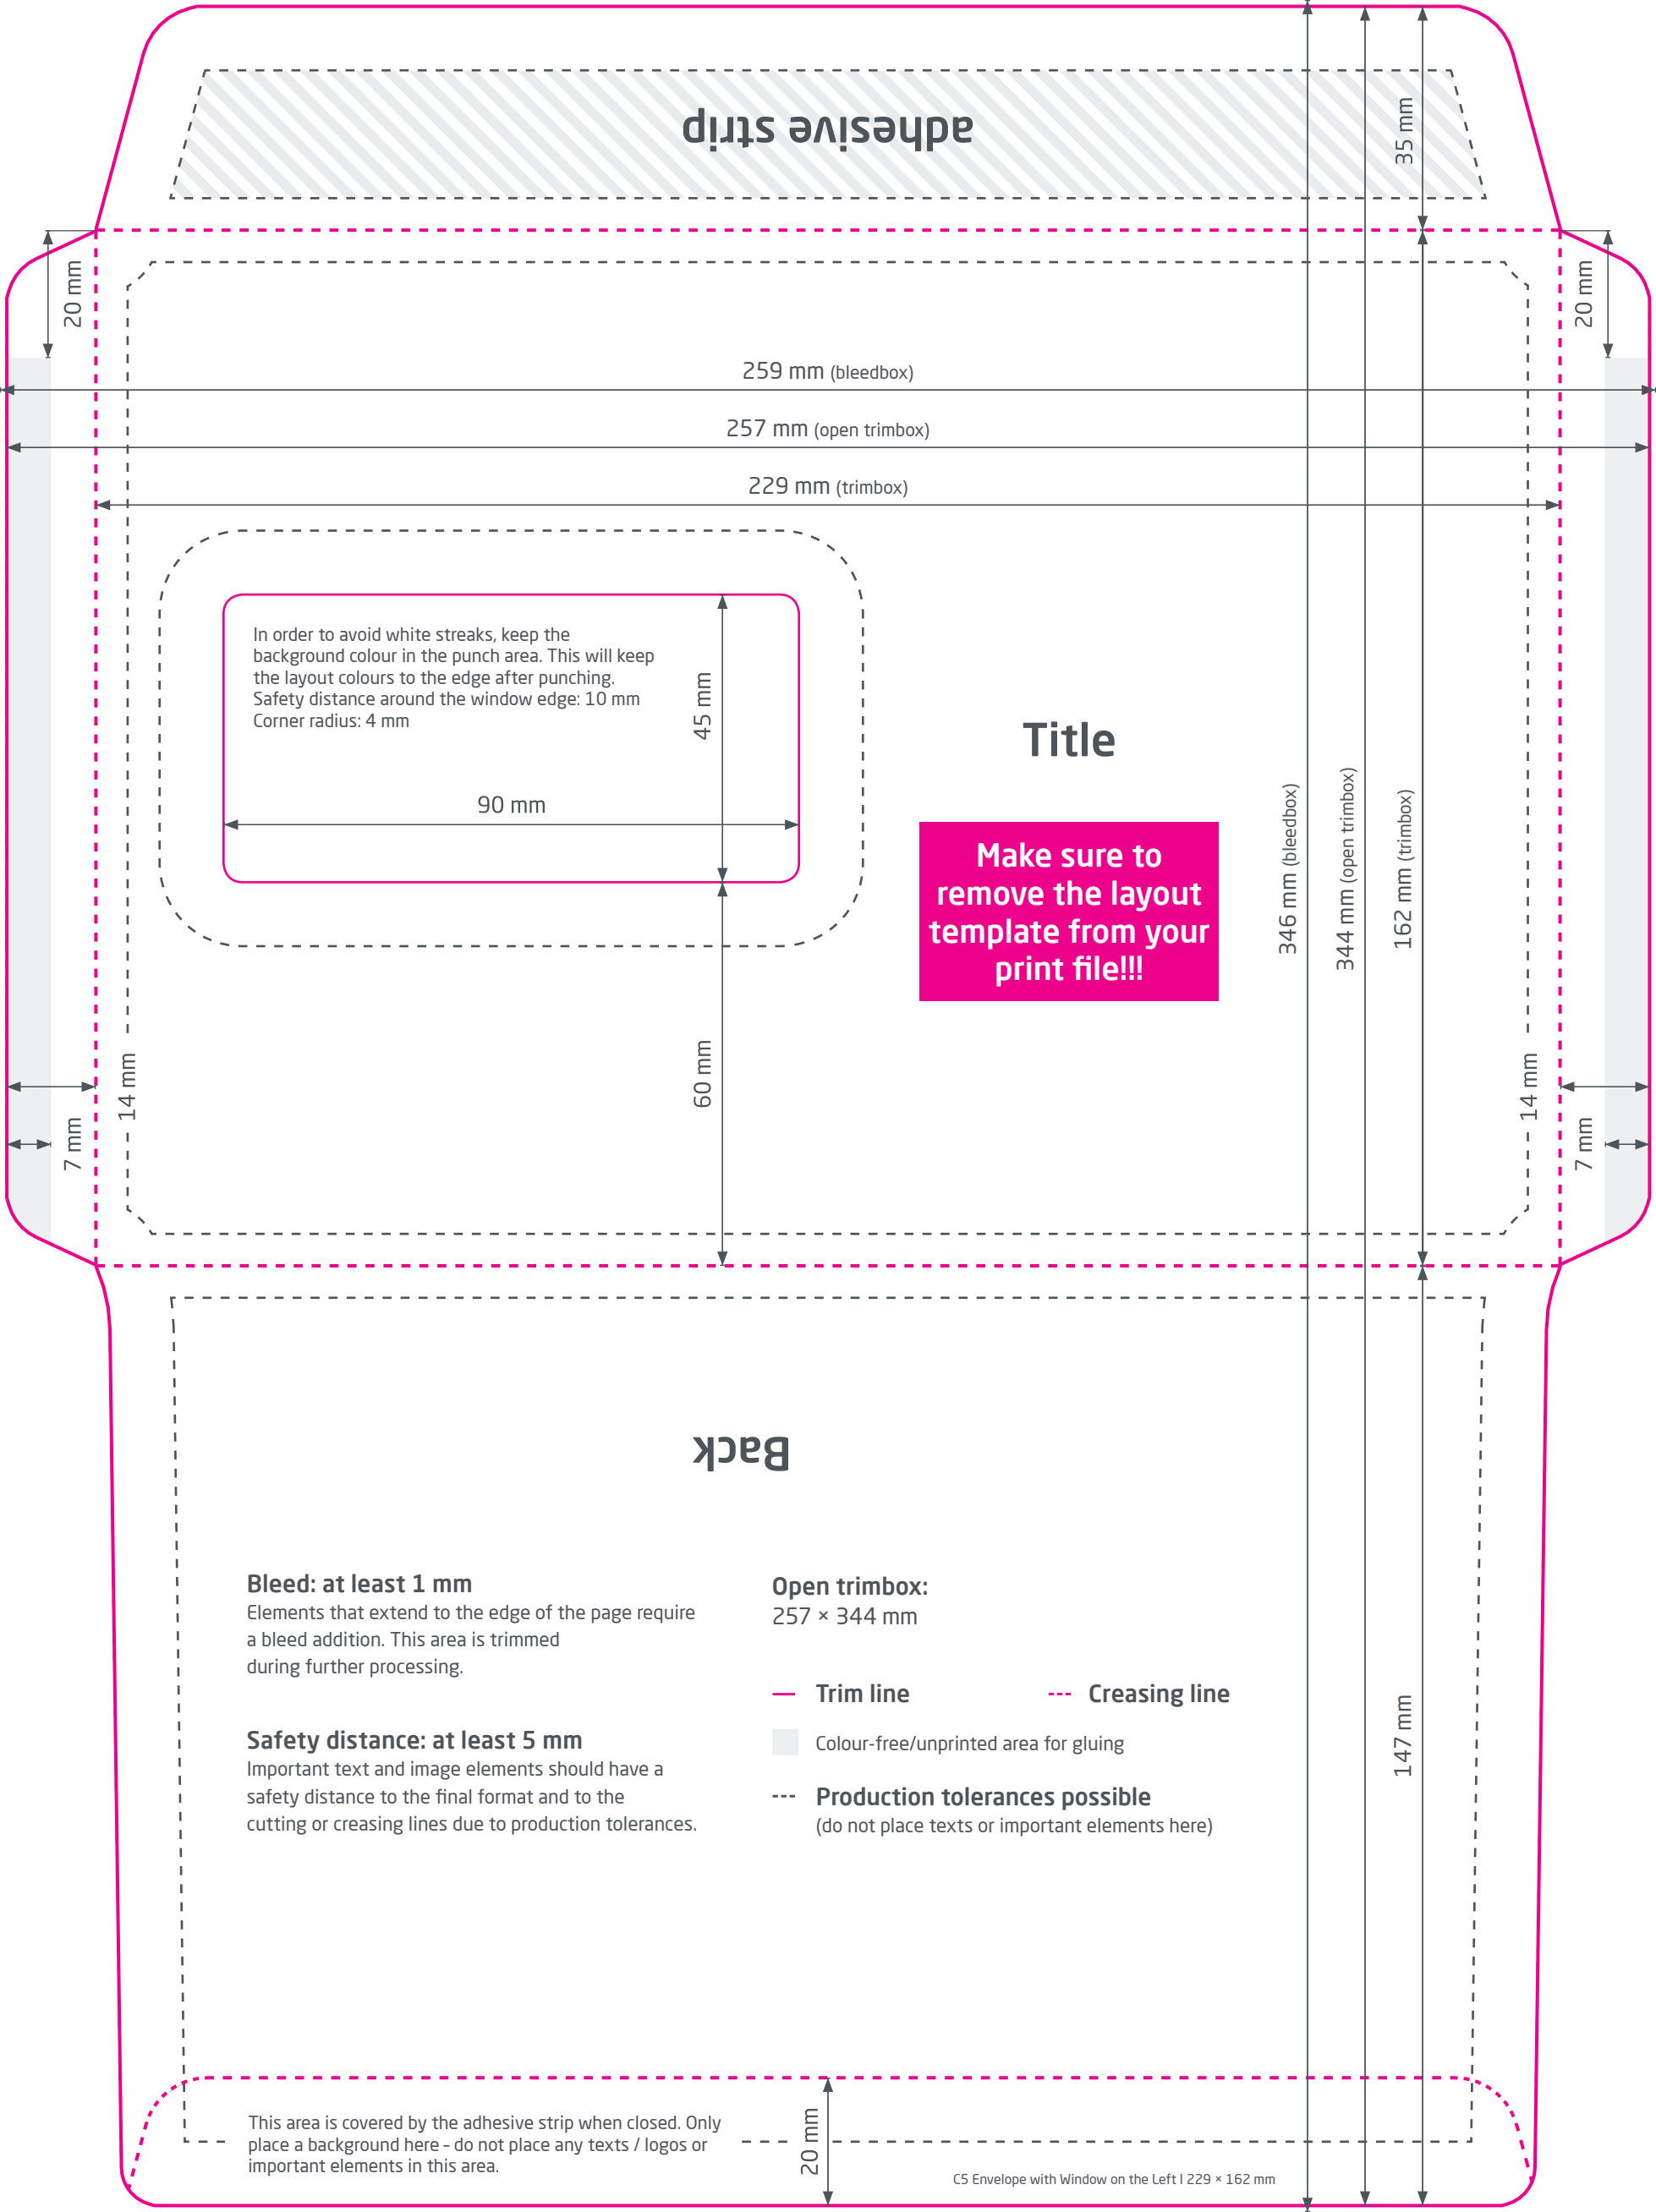 adhesive strip
35 mm
20 mm
20 mm
259 mm (bleedbox)
257 mm (open trimbox)
229 mm (trimbox)
In order to avoid white streaks, keep the
background colour in the punch area. This will keep
the layout colours to the edge after punching.
Safety distance around the window edge: 10 mm
Corner radius: 4 mm
45 mm
90 mm
Title
Make sure to
remove the layout
template from your
print file!!!
346 mm (bleedbox)
344 mm (open trimbox)
162 mm (trimbox)
60 mm
14 mm
7 mm
14 mm
7 mm
Back
Bleed: at least 1 mm
Elements that extend to the edge of the page require
a bleed addition. This area is trimmed
during further processing.
Safety distance: at least 5 mm
Important text and image elements should have a
safety distance to the final format and to the
cutting or creasing lines due to production tolerances.
Open trimbox:
257 × 344 mm
Trim line
Creasing line
Colour-free/unprinted area for gluing
Production tolerances possible
(do not place texts or important elements here)
147 mm
This area is covered by the adhesive strip when closed. Only
place a background here – do not place any texts / logos or
important elements in this area.
20 mm
C5 Envelope with Window on the Left I 229 × 162 mm